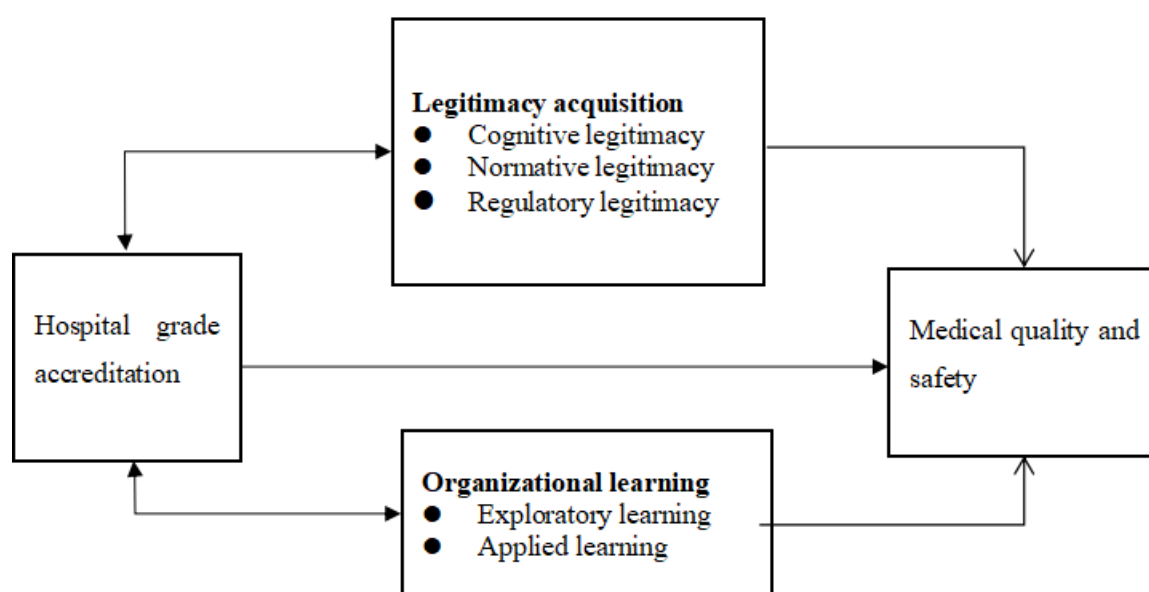 Legitimacy acquisition
● Cognitive legitimacy
● Normative legitimacy
● Regulatory legitimacy
Hospital grade
accreditation
Medical quality and
safety
Organizational learning
● Exploratory learning
● Applied learning